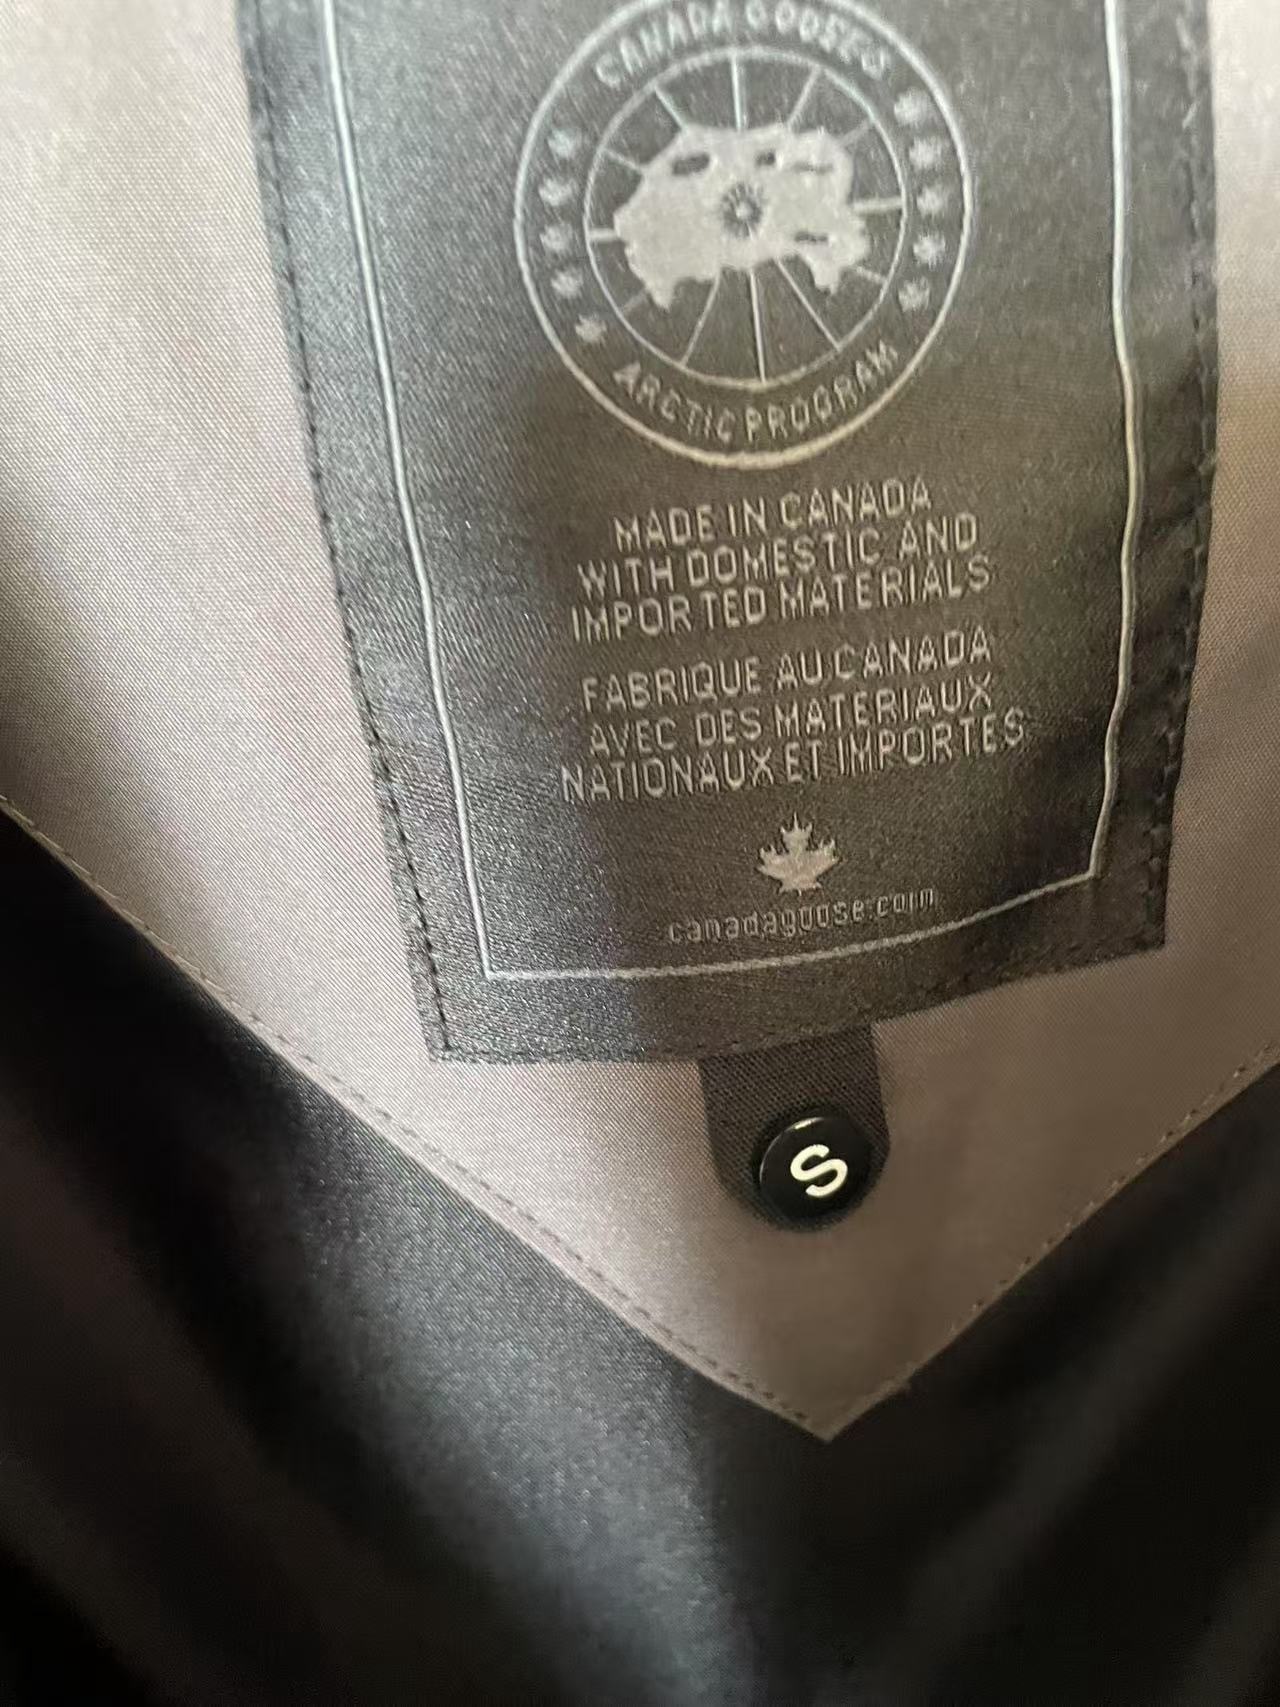 CANADA GOOSE®
ARCTIC PROGRAM
MADE IN CANADA
WITH DOMESTIC AND
IMPORTED MATERIALS
FABRIQUE AU CANADA
AVEC DES MATERIAUX
NATIONAUX ET IMPORTES
canadagoose.com
S